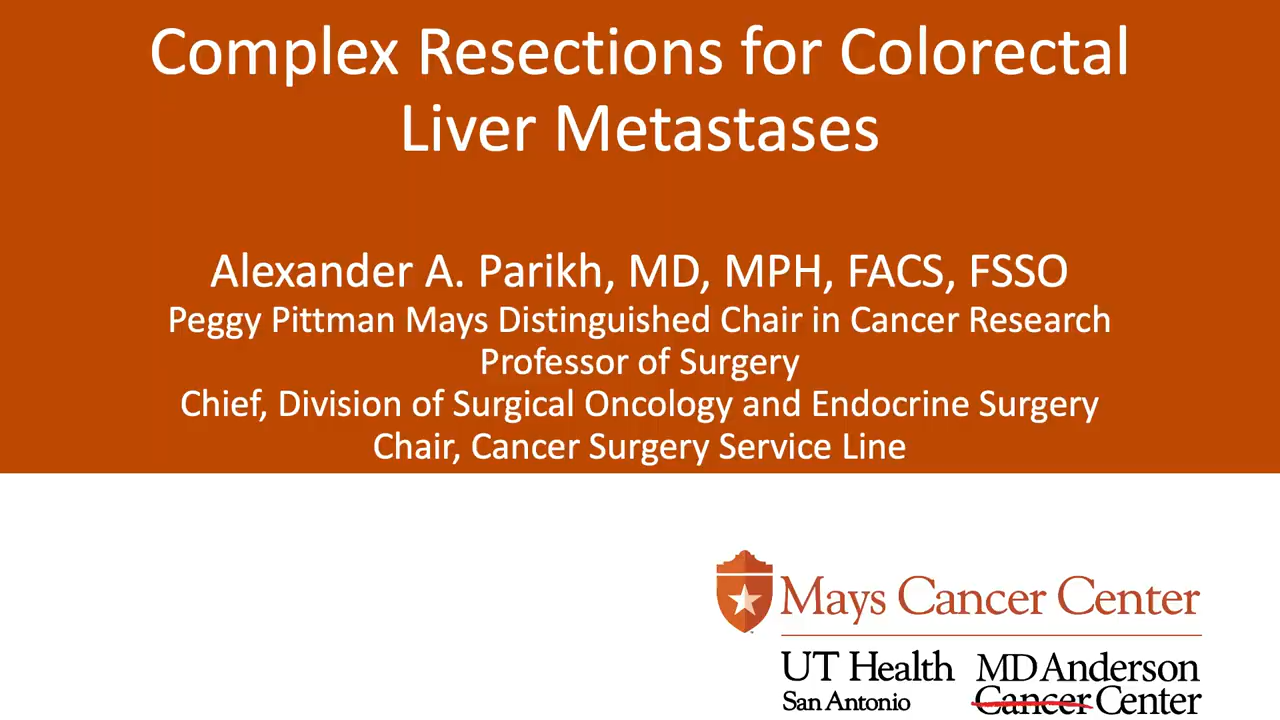 Complex Resections for Colorectal
Liver Metastases
Alexander A. Parikh, MD, MPH, FACS, FSSO
Peggy Pittman Mays Distinguished Chair in Cancer Research
Professor of Surgery
Chief, Division of Surgical Oncology and Endocrine Surgery
Chair, Cancer Surgery Service Line
Mays Cancer Center
UT Health
San Antonio
MD Anderson
Cancer Center